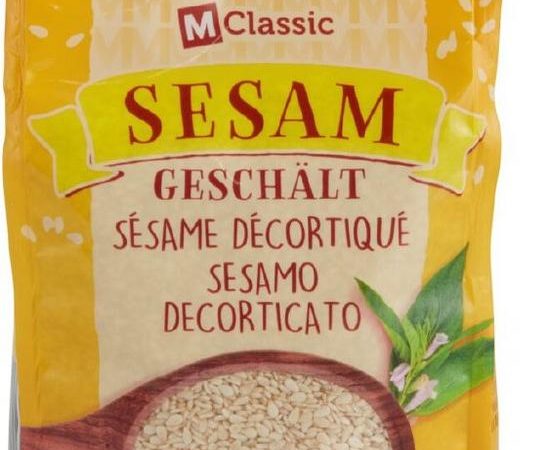 M Classic
SESAM
GESCHÄLT
SÉSAME DÉCORTIQUÉ
SESAMO
DECORTICATO